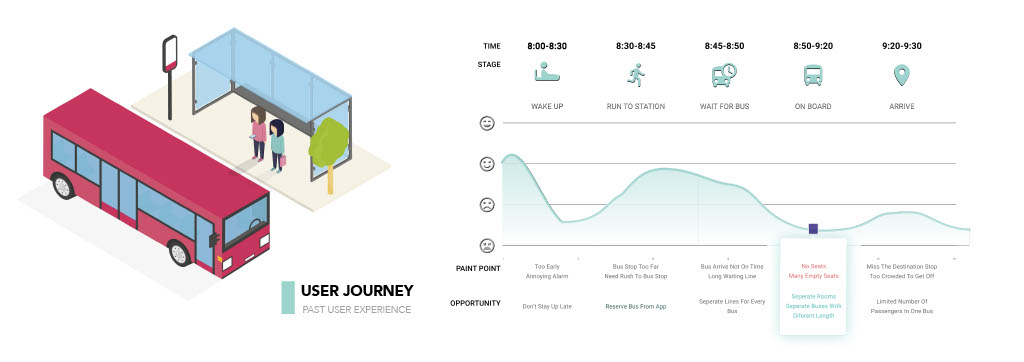 TIME 8:00-8:30 8:30-8:45 8:45-8:50 8:50-9:20 9:20-9:30
STAGE
WAKE UP RUN TO STATION WAIT FOR BUS ON BOARD ARRIVE
PAINT POINT
Too Early
Annoying Alarm
Bus Stop Too Far
Need Rush To Bus Stop
Bus Arrive Not On Time
Long Waiting Line
No Seats
Many Empty Seats
Miss The Destination Stop
Too Crowded To Get Off
OPPORTUNITY
Don't Stay Up Late
Reserve Bus From App
Seperate Lines For Every
Bus
Seperate Rooms
Seperate Buses With
Diferent Length
Limited Number Of
Passengers In One Bus
USER JOURNEY
PAST USER EXPERIENCE